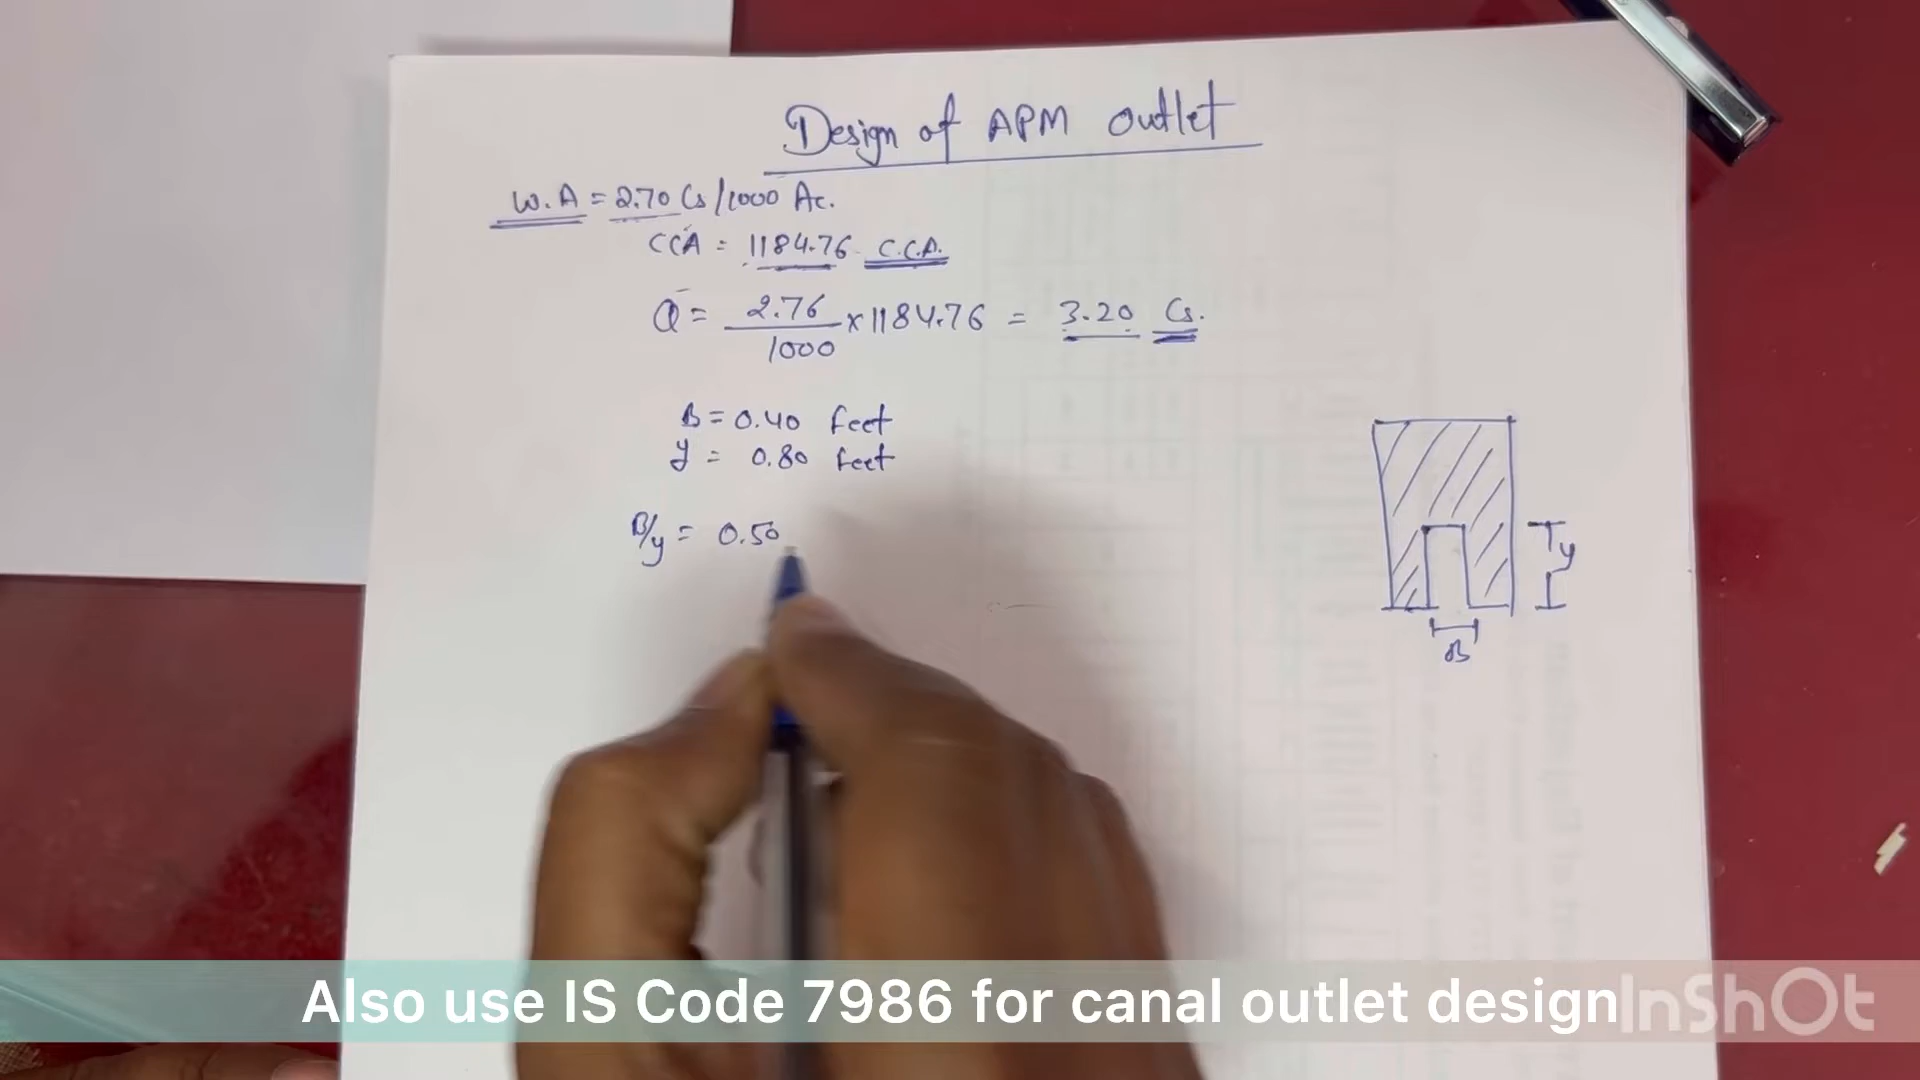 Design of APM Outlet
W.A = 2.70 Cs/1000 Ac.
CCA = 1184.76 C.C.A.
Q = 2.76/1000 x 1184.76 = 3.20 Cs.
B = 0.40 feet
y = 0.80 feet
B/y = 0.50
y
B
Also use IS Code 7986 for canal outlet design
InShOt